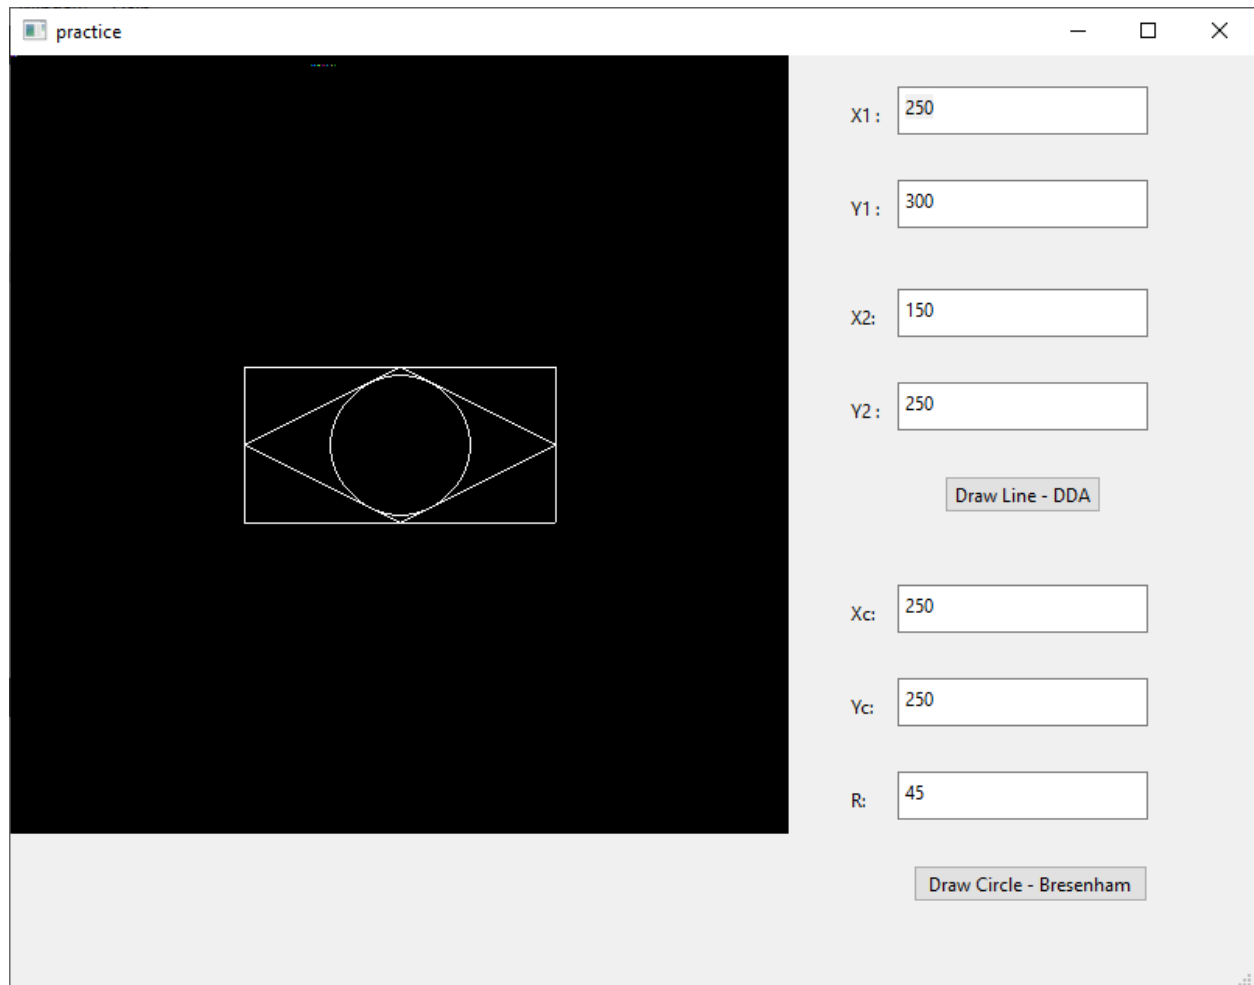 practice
X1 :
250
Y1 :
300
X2:
150
Y2 :
250
Draw Line - DDA
Xc:
250
Yc:
250
R:
45
Draw Circle - Bresenham